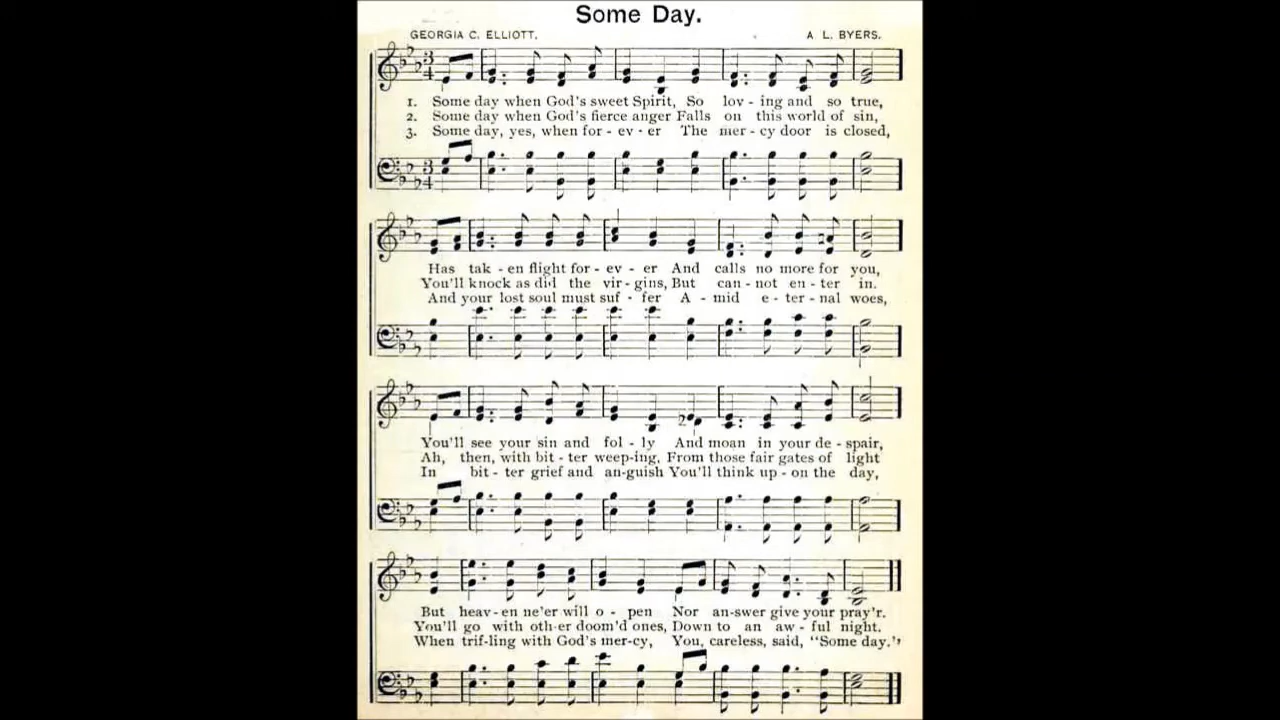 Some Day.
GEORGIA C. ELLIOTT. A. L. BYERS.
1. Some day when God's sweet Spirit, So lov - ing and so true,
2. Some day when God's fierce anger Falls on this world of sin,
3. Some day, yes, when for - ev - er The mer - cy door is closed,
Has tak - en flight for - ev - er And calls no more for you,
You'll knock as did the vir - gins, But can - not en - ter in.
And your lost soul must suf - fer A - mid e - ter - nal woes,
You'll see your sin and fol - ly And moan in your de - spair,
Ah, then, with bit - ter weep-ing, From those fair gates of light
In bit - ter grief and an-guish You'll think up - on the day,
But heav - en ne'er will o - pen Nor an-swer give your pray'r.
You'll go with oth-er doom'd ones, Down to an aw - ful night.
When trif-ling with God's mer-cy, You, careless, said, "Some day."